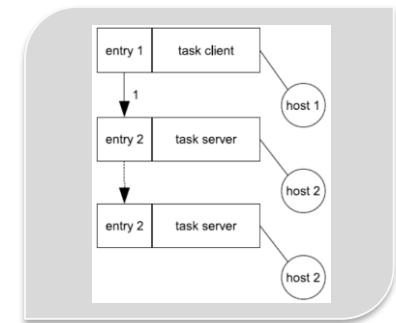 entry 1 task client
host 1
1
entry 2 task server
host 2
entry 2 task server
host 2